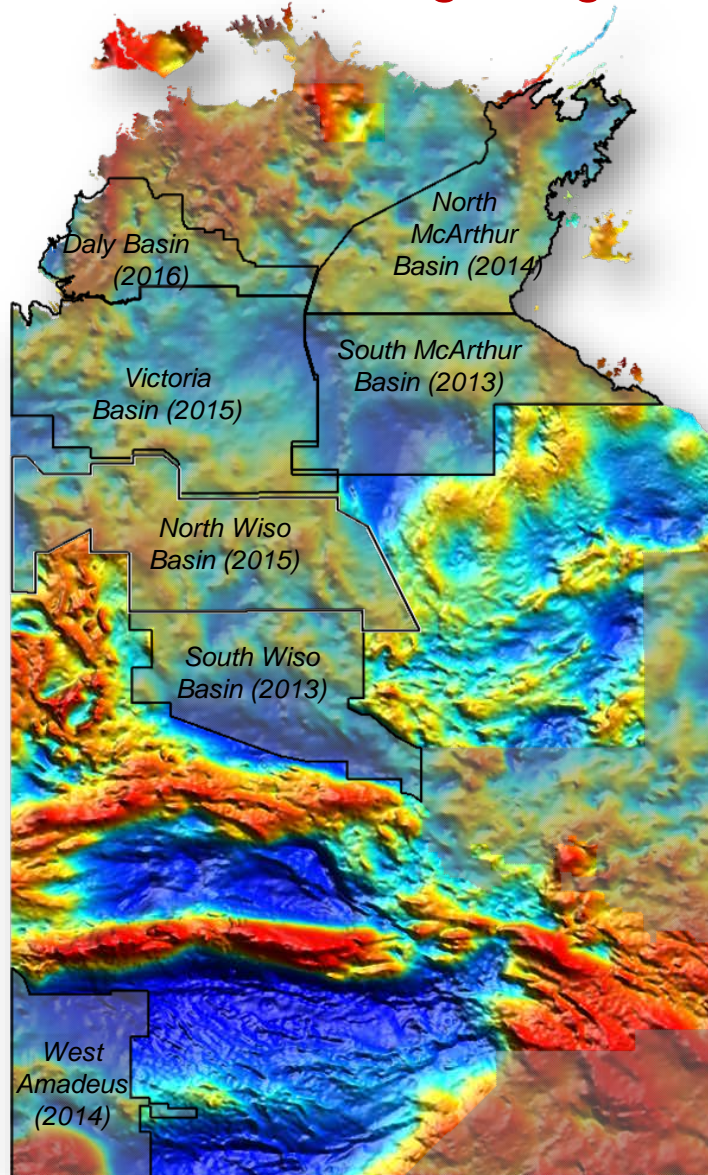 North
McArthur
Basin (2014)
Daly Basin
(2016)
South McArthur
Basin (2013)
Victoria
Basin (2015)
North Wiso
Basin (2015)
South Wiso
Basin (2013)
West
Amadeus
(2014)